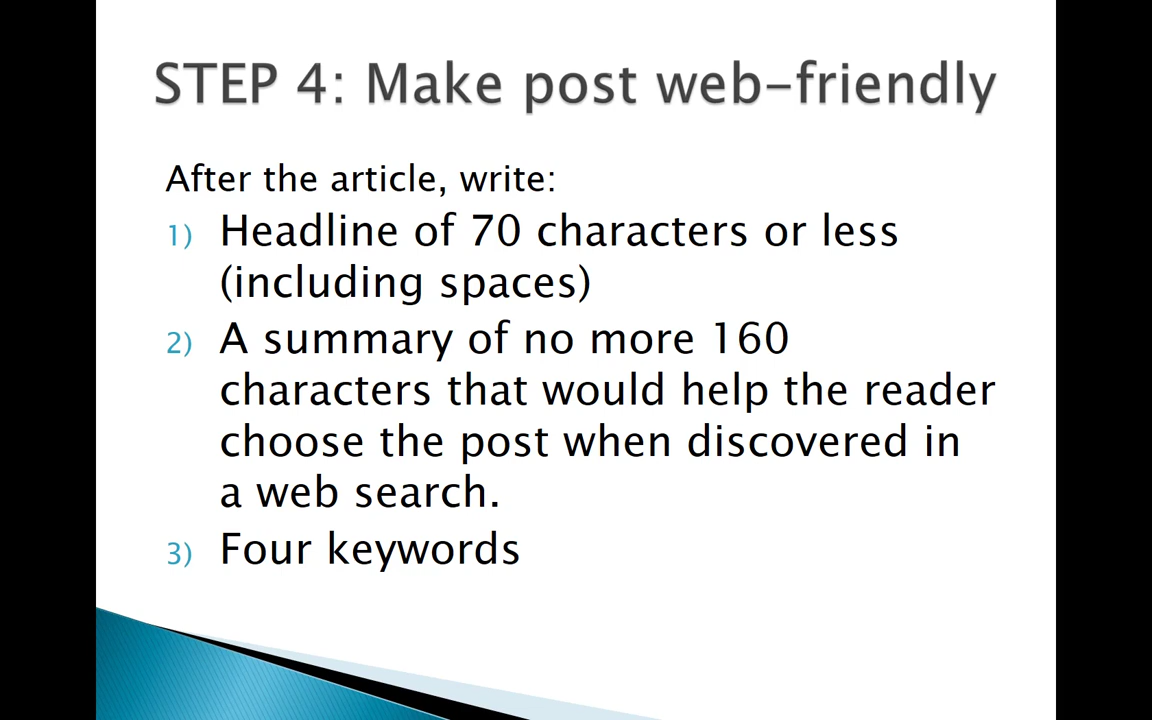 STEP 4: Make post web-friendly
After the article, write:
1) Headline of 70 characters or less
(including spaces)
2) A summary of no more 160
characters that would help the reader
choose the post when discovered in
a web search.
3) Four keywords